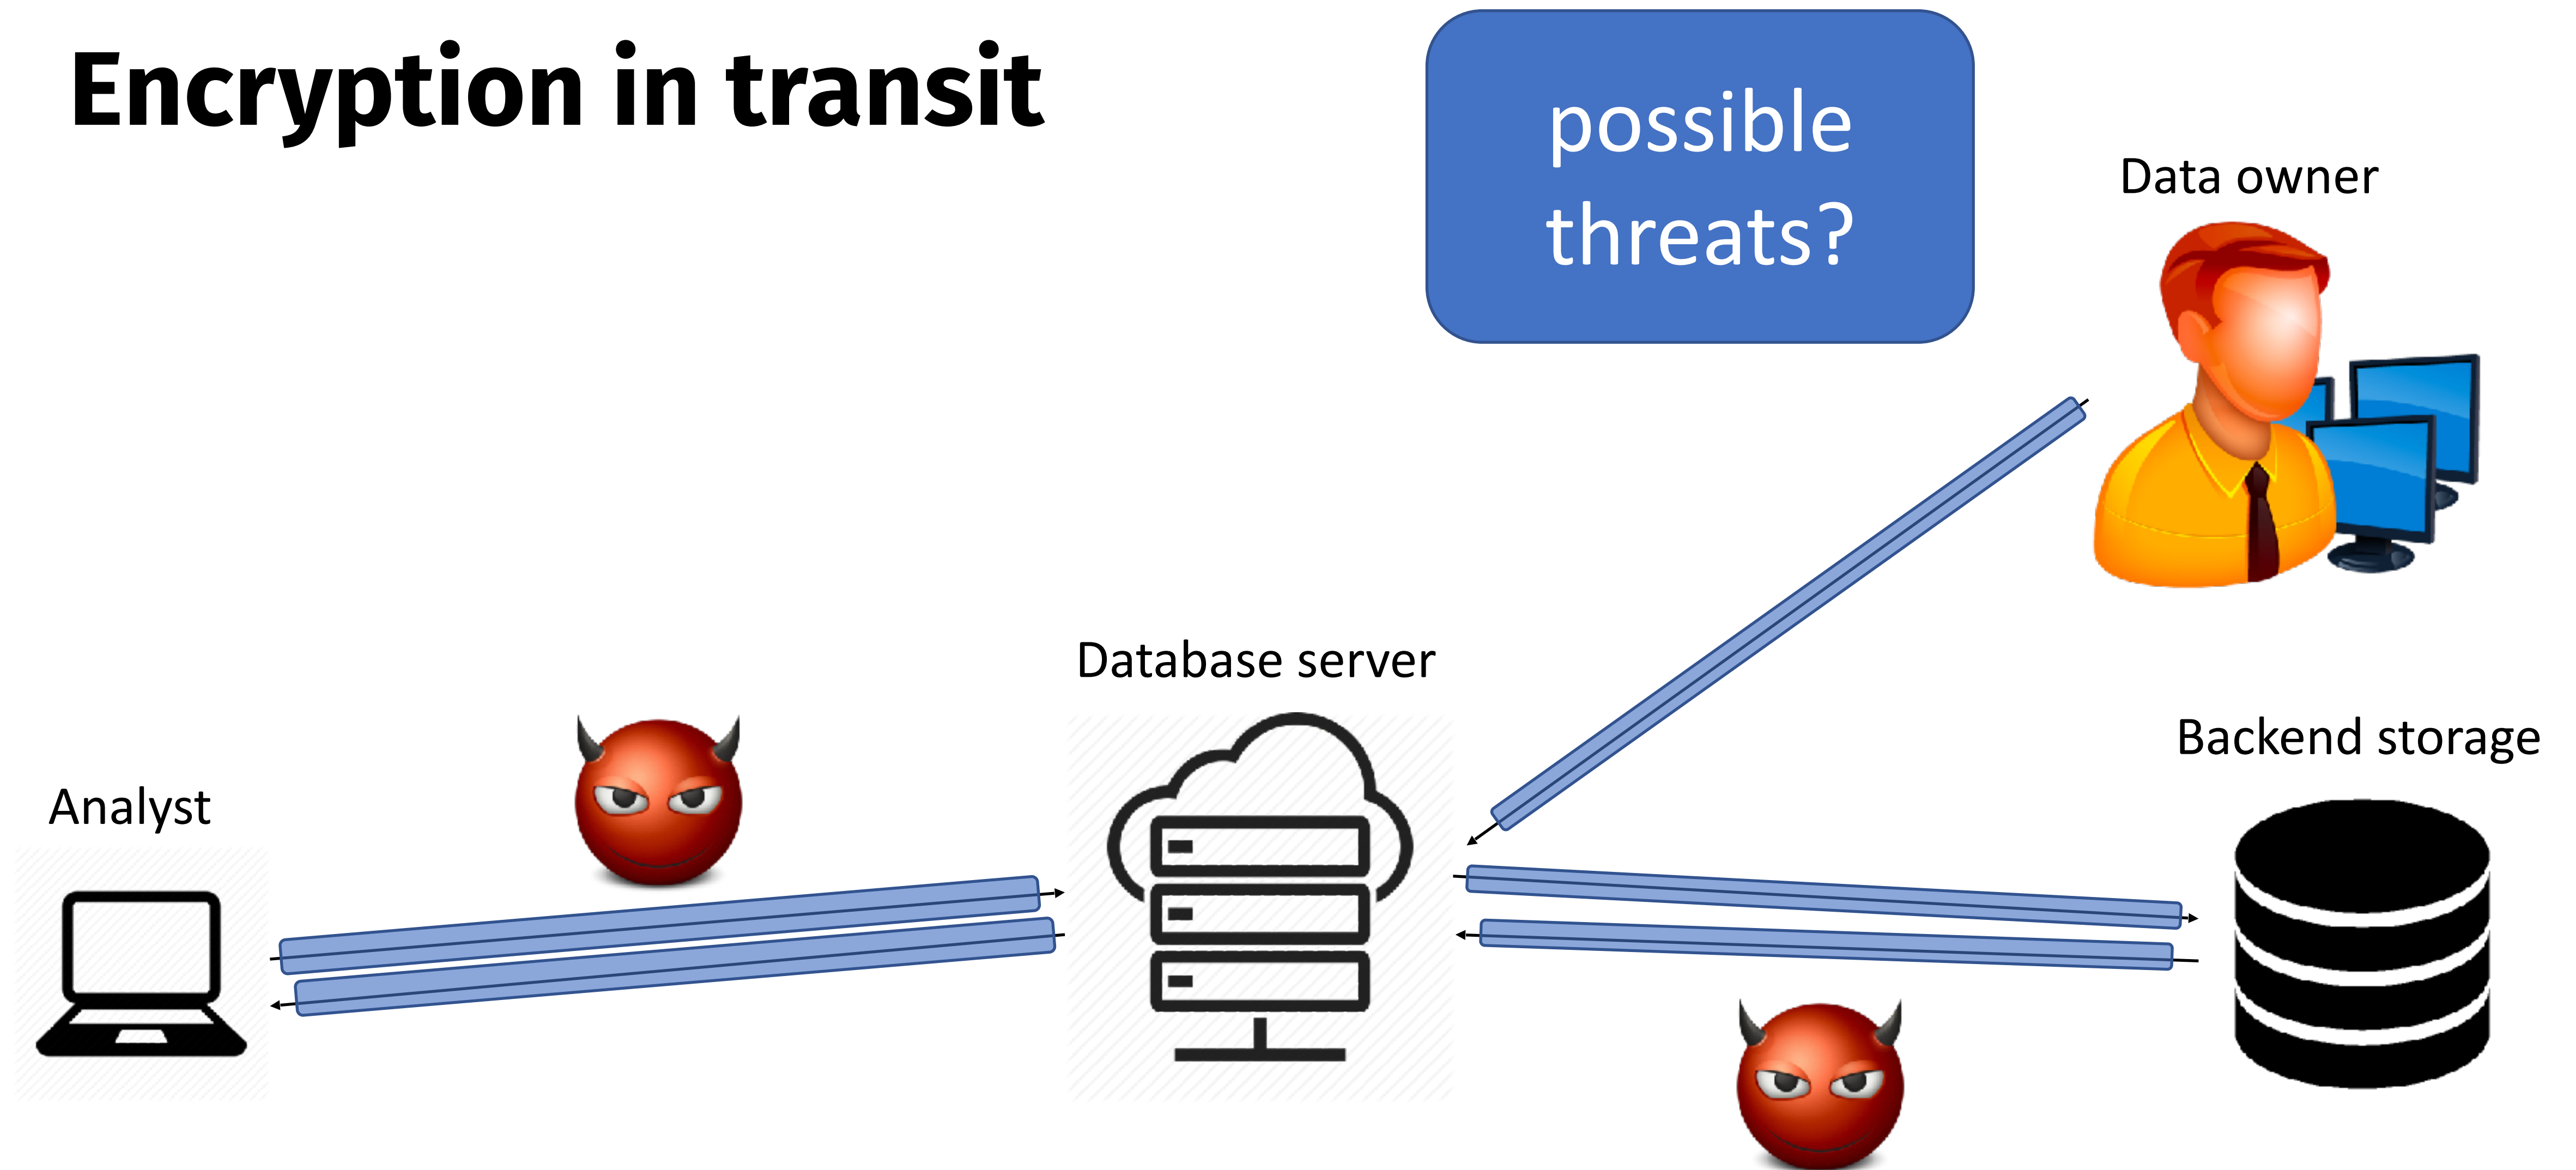 Encryption in transit
possible
threats?
Data owner
Database server
Backend storage
Analyst